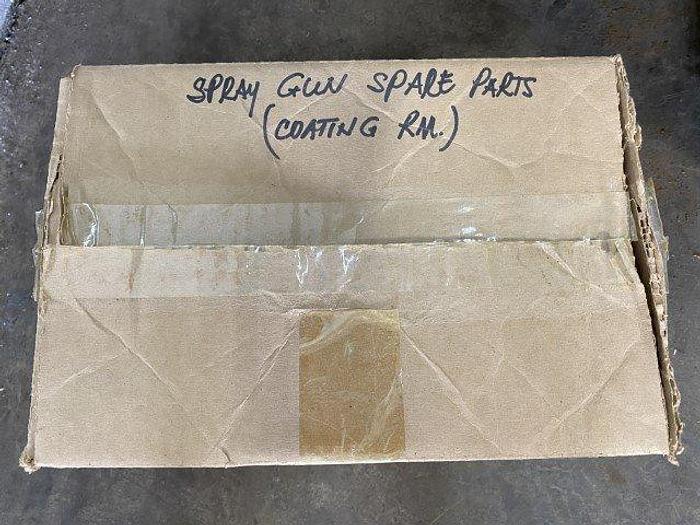 SPRAY GUN SPARE PARTS
(COATING RM.)